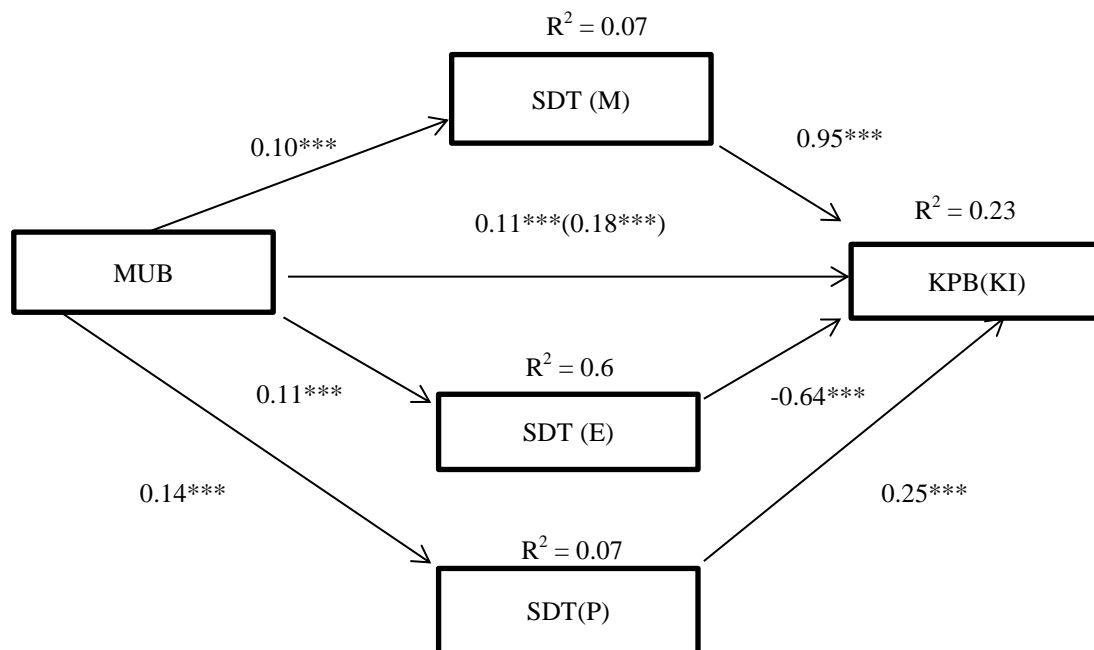 R² = 0.07
SDT (M)
0.10***
0.95***
0.11***(0.18***)
R² = 0.23
MUB
KPB(KI)
R² = 0.6
0.11***
-0.64***
SDT (E)
0.14***
0.25***
R² = 0.07
SDT(P)